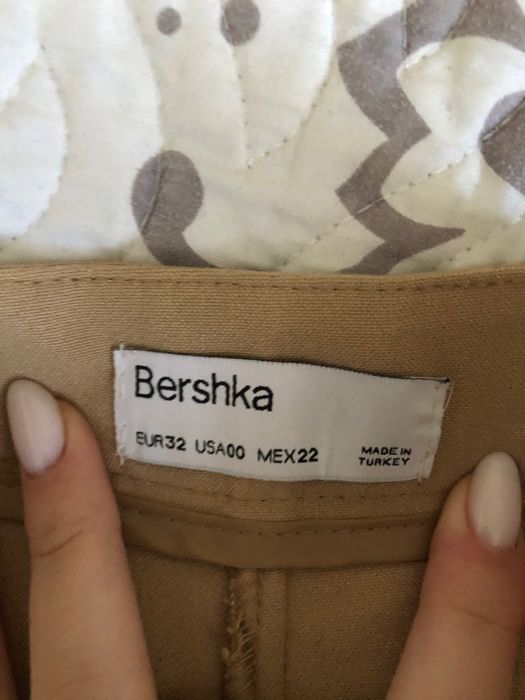 Bershka
EUR32 USA00 MEX22
MADE IN
TURKEY